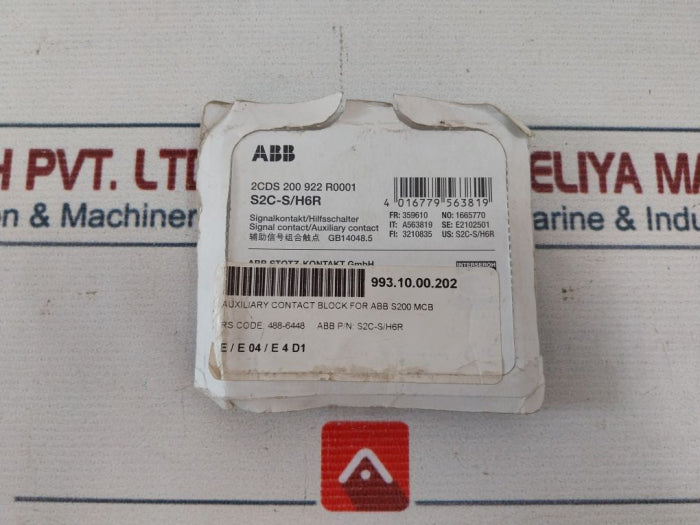 ABB
2CDS 200 922 R0001
S2C-S/H6R
4 016779 563819
Signalkontakt/Hilfsschalter
Signal contact/Auxiliary contact
辅助信号组合触点 GB14048.5
FR: 359610 NO: 1665770
IT: A563819 SE: E2102501
FI: 3210835 US: S2C-S/H6R
ABB STOTZ-KONTAKT GmbH
INTERSEROH
993.10.00.202
AUXILIARY CONTACT BLOCK FOR ABB S200 MCB
RS CODE: 488-6448 ABB P/N: S2C-S/H6R
E / E 04 / E 4 D1
H PVT. LTD
ELIYA MA
on & Machiner
arine & Indu